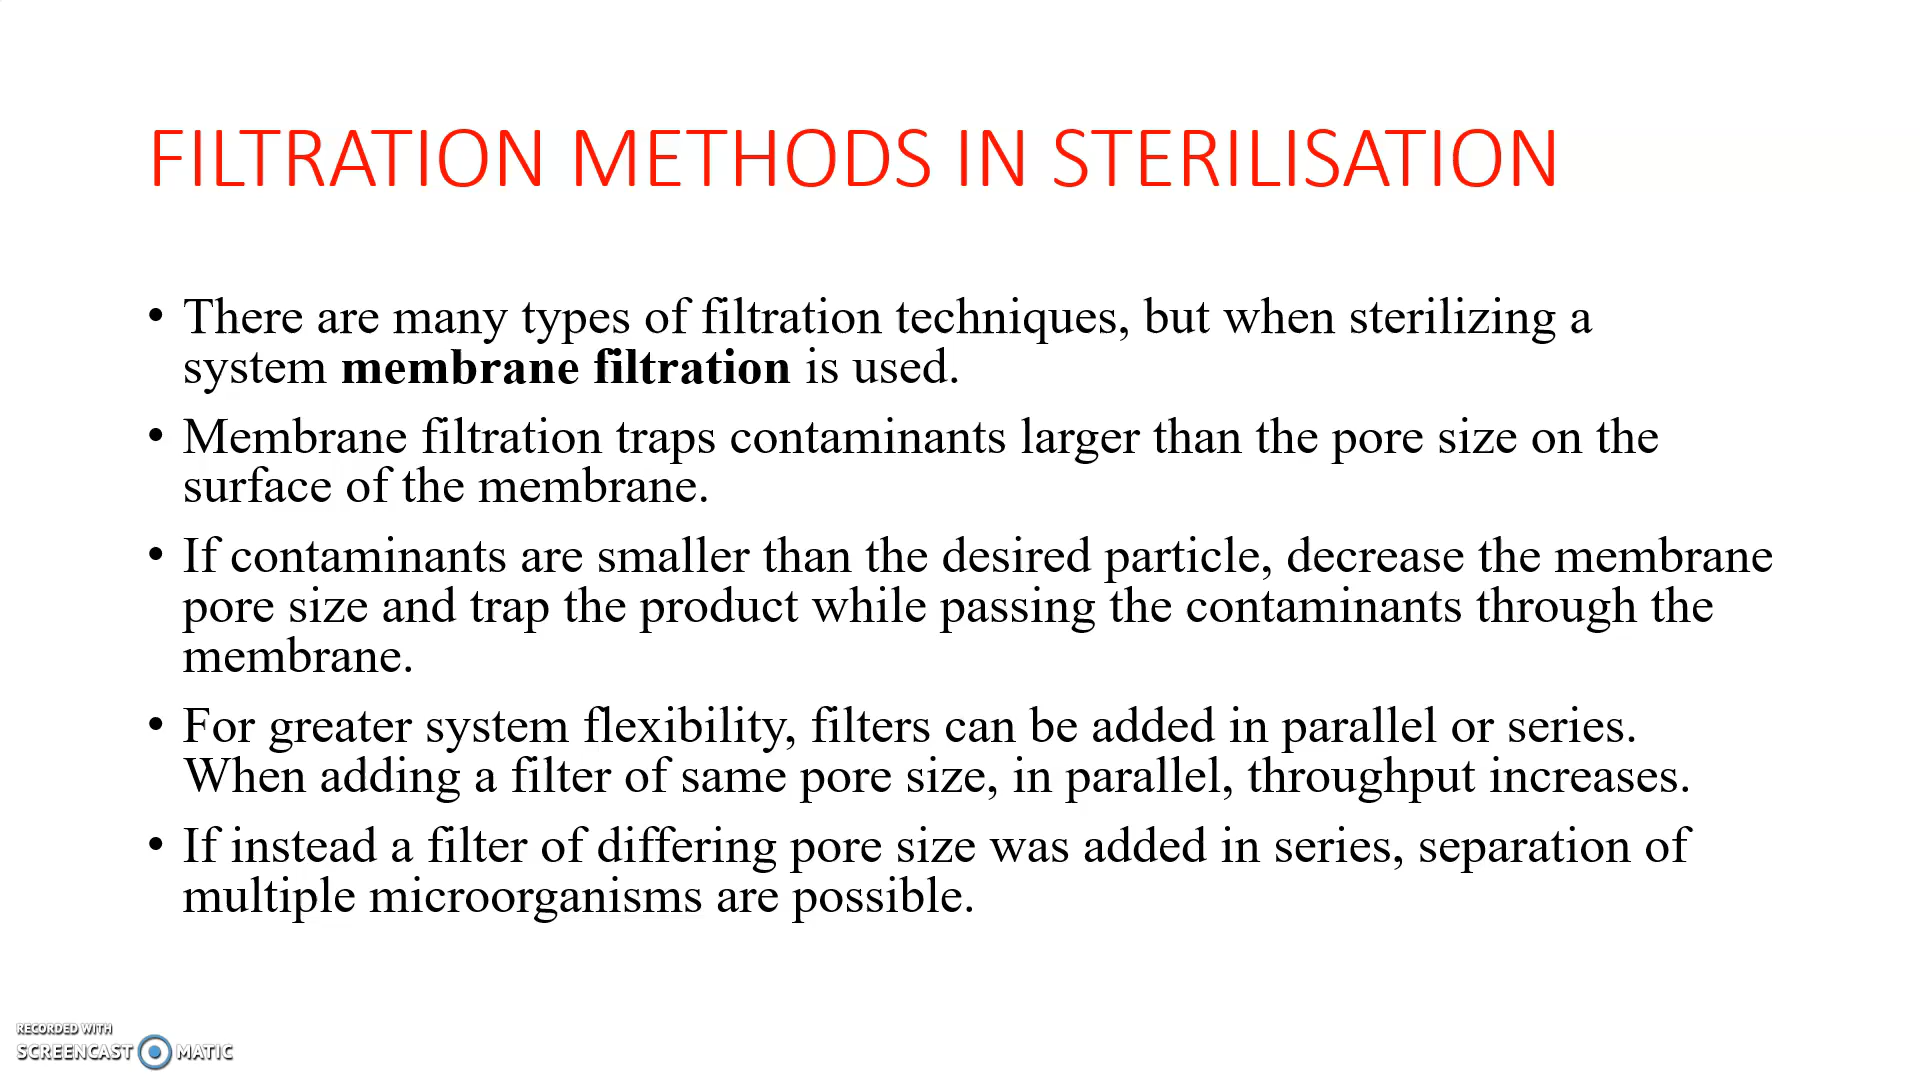 FILTRATION METHODS IN STERILISATION
• There are many types of filtration techniques, but when sterilizing a
system membrane filtration is used.
• Membrane filtration traps contaminants larger than the pore size on the
surface of the membrane.
• If contaminants are smaller than the desired particle, decrease the membrane
pore size and trap the product while passing the contaminants through the
membrane.
• For greater system flexibility, filters can be added in parallel or series.
When adding a filter of same pore size, in parallel, throughput increases.
• If instead a filter of differing pore size was added in series, separation of
multiple microorganisms are possible.
RECORDED WITH
SCREENCAST MATIC